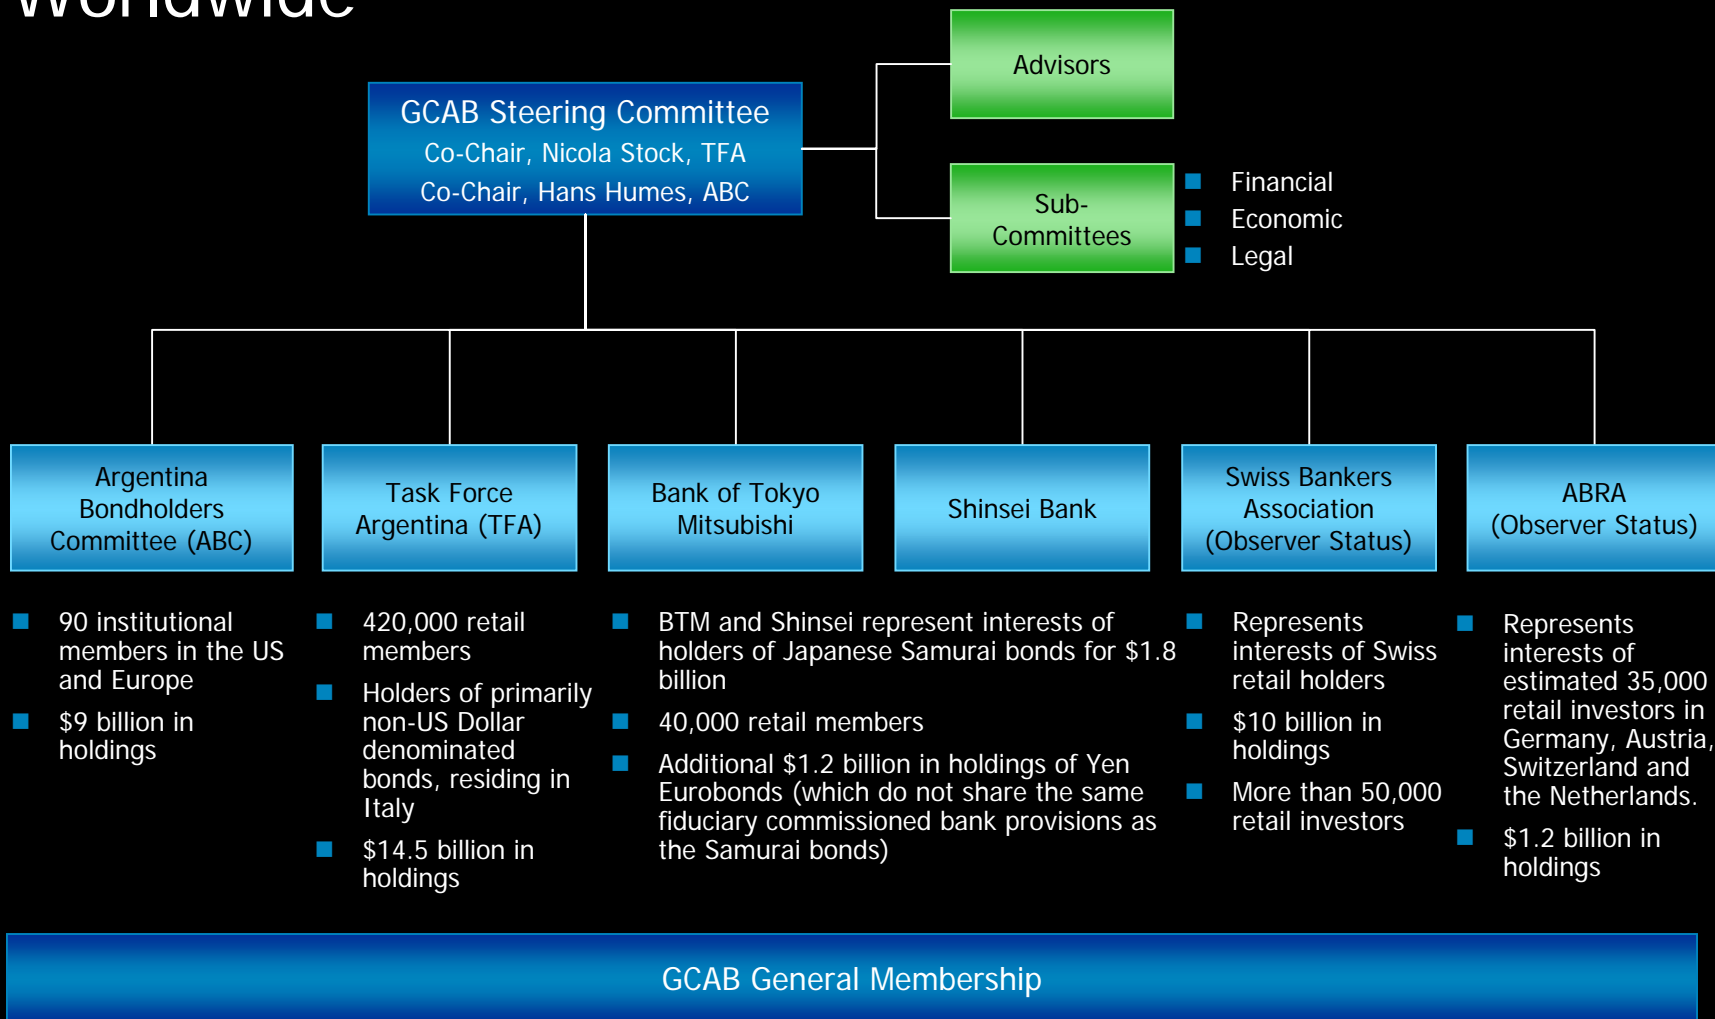 Worldwide
Advisors
GCAB Steering Committee
Co-Chair, Nicola Stock, TFA
Co-Chair, Hans Humes, ABC
Sub-
Committees
Financial
Economic
Legal
Argentina
Bondholders
Committee (ABC)
Task Force
Argentina (TFA)
Bank of Tokyo
Mitsubishi
Shinsei Bank
Swiss Bankers
Association
(Observer Status)
ABRA
(Observer Status)
90 institutional
members in the US
and Europe
$9 billion in
holdings
420,000 retail
members
Holders of primarily
non-US Dollar
denominated
bonds, residing in
Italy
$14.5 billion in
holdings
BTM and Shinsei represent interests of
holders of Japanese Samurai bonds for $1.8
billion
40,000 retail members
Additional $1.2 billion in holdings of Yen
Eurobonds (which do not share the same
fiduciary commissioned bank provisions as
the Samurai bonds)
Represents
interests of Swiss
retail holders
$10 billion in
holdings
More than 50,000
retail investors
Represents
interests of
estimated 35,000
retail investors in
Germany, Austria,
Switzerland and
the Netherlands.
$1.2 billion in
holdings
GCAB General Membership